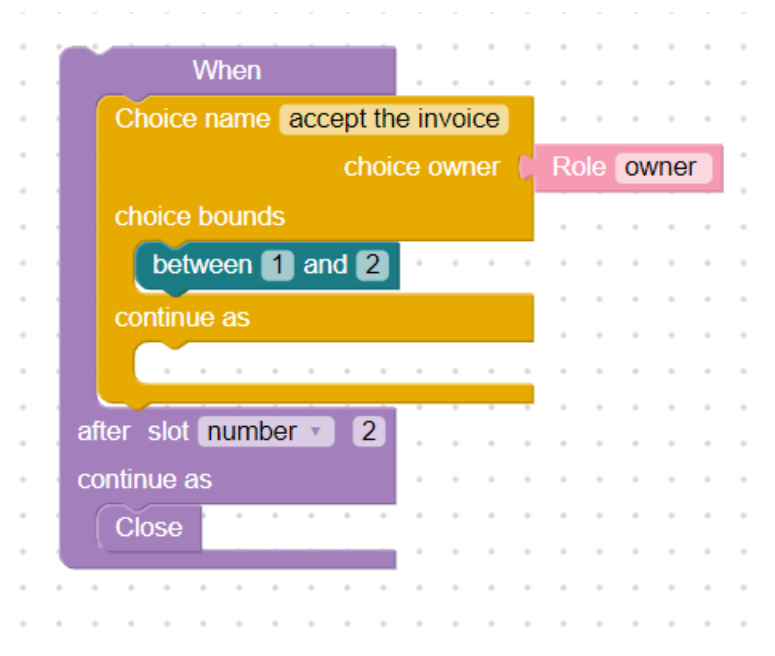 When
Choice name accept the invoice
choice owner Role owner
choice bounds
between 1 and 2
continue as
after slot number 2
continue as
Close